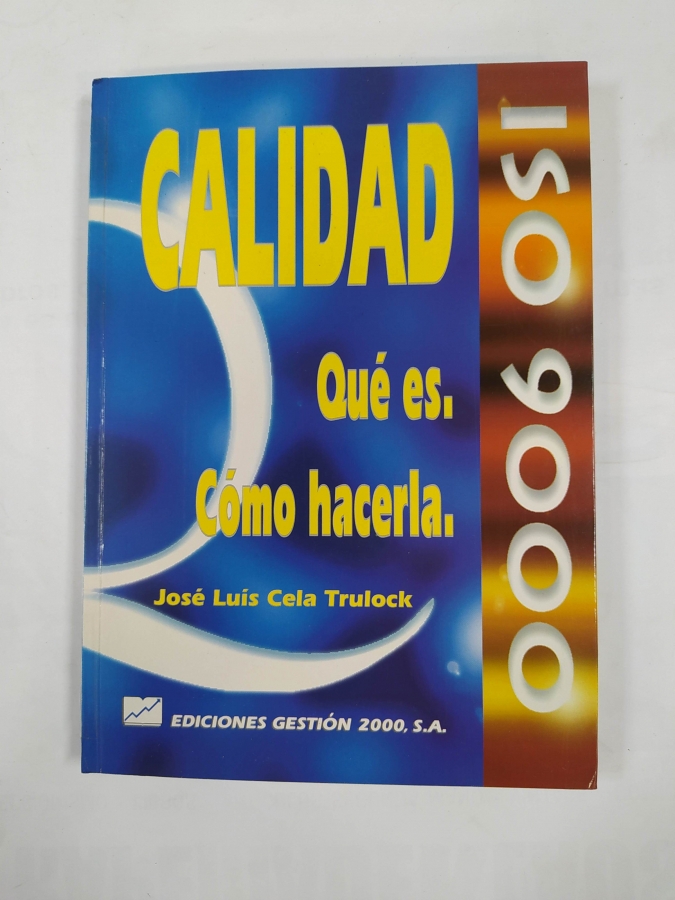 CALIDAD
Qué es.
Cómo hacerla.
José Luís Cela Trulock
EDICIONES GESTIÓN 2000, S.A.
ISO 9000